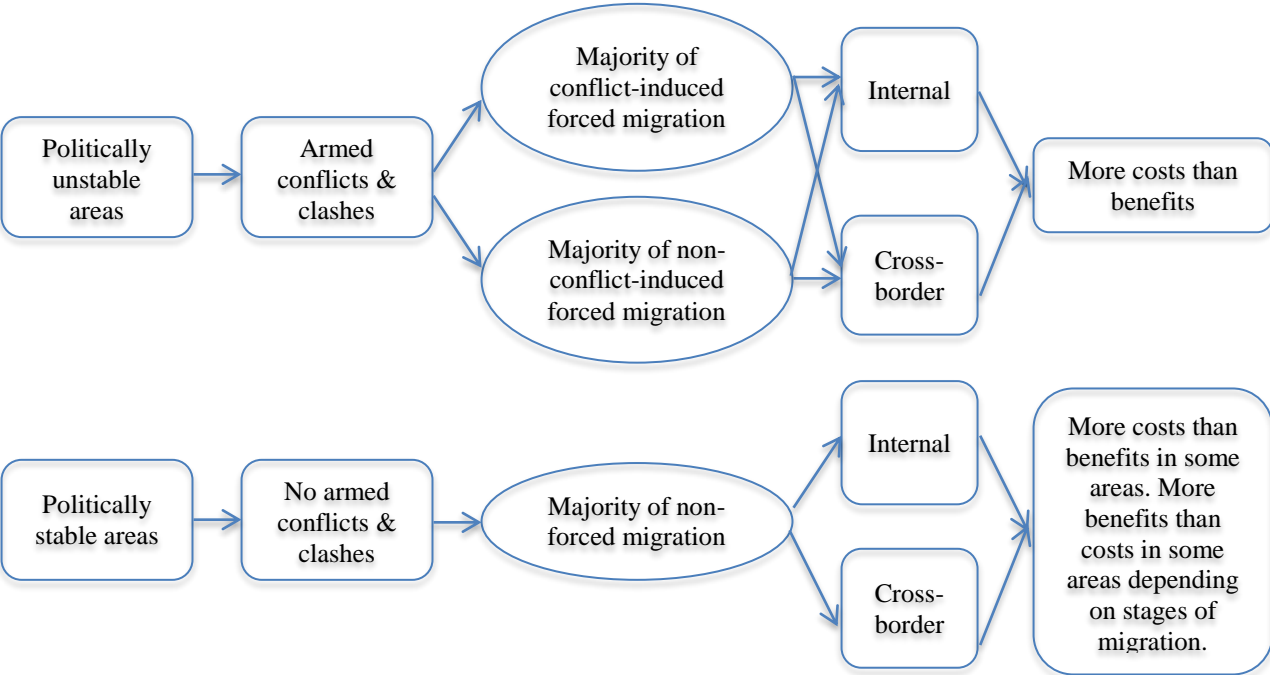 Politically
unstable
areas
Armed
conflicts &
clashes
Majority of
conflict-induced
forced migration
Majority of non-
conflict-induced
forced migration
Internal
Cross-
border
More costs than
benefits
Politically
stable areas
No armed
conflicts &
clashes
Majority of non-
forced migration
Internal
Cross-
border
More costs than
benefits in some
areas. More
benefits than
costs in some
areas depending
on stages of
migration.